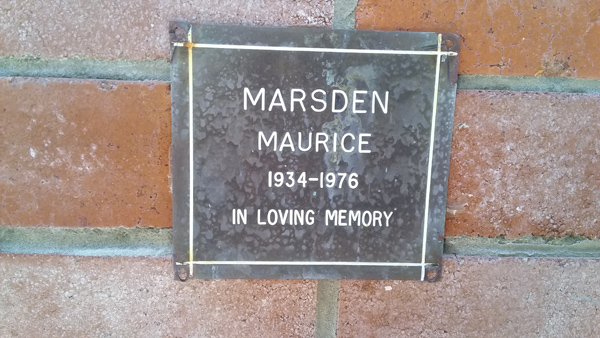 MARSDEN
MAURICE
1934-1976
IN LOVING MEMORY